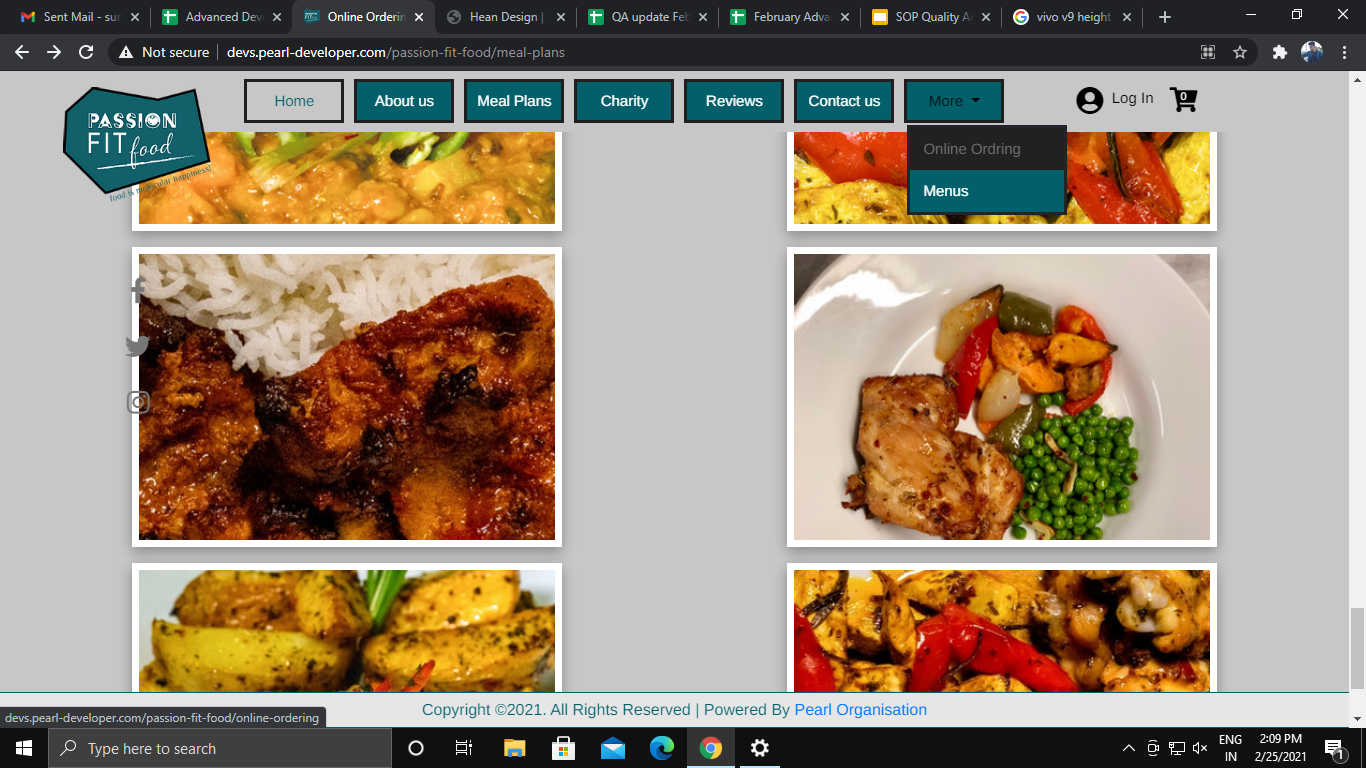 Sent Mail - sur
Advanced Dev
Online Orderin
Hean Design |
QA update Feb
February Adva
SOP Quality A
vivo v9 height
Not secure
devs.pearl-developer.com/passion-fit-food/meal-plans
PASSION
FIT food
food is molecular happiness.
Home
About us
Meal Plans
Charity
Reviews
Contact us
More
Log In
0
Online Ordring
Menus
Copyright ©2021. All Rights Reserved | Powered By Pearl Organisation
devs.pearl-developer.com/passion-fit-food/online-ordering
Type here to search
ENG
IN
2:09 PM
2/25/2021
1